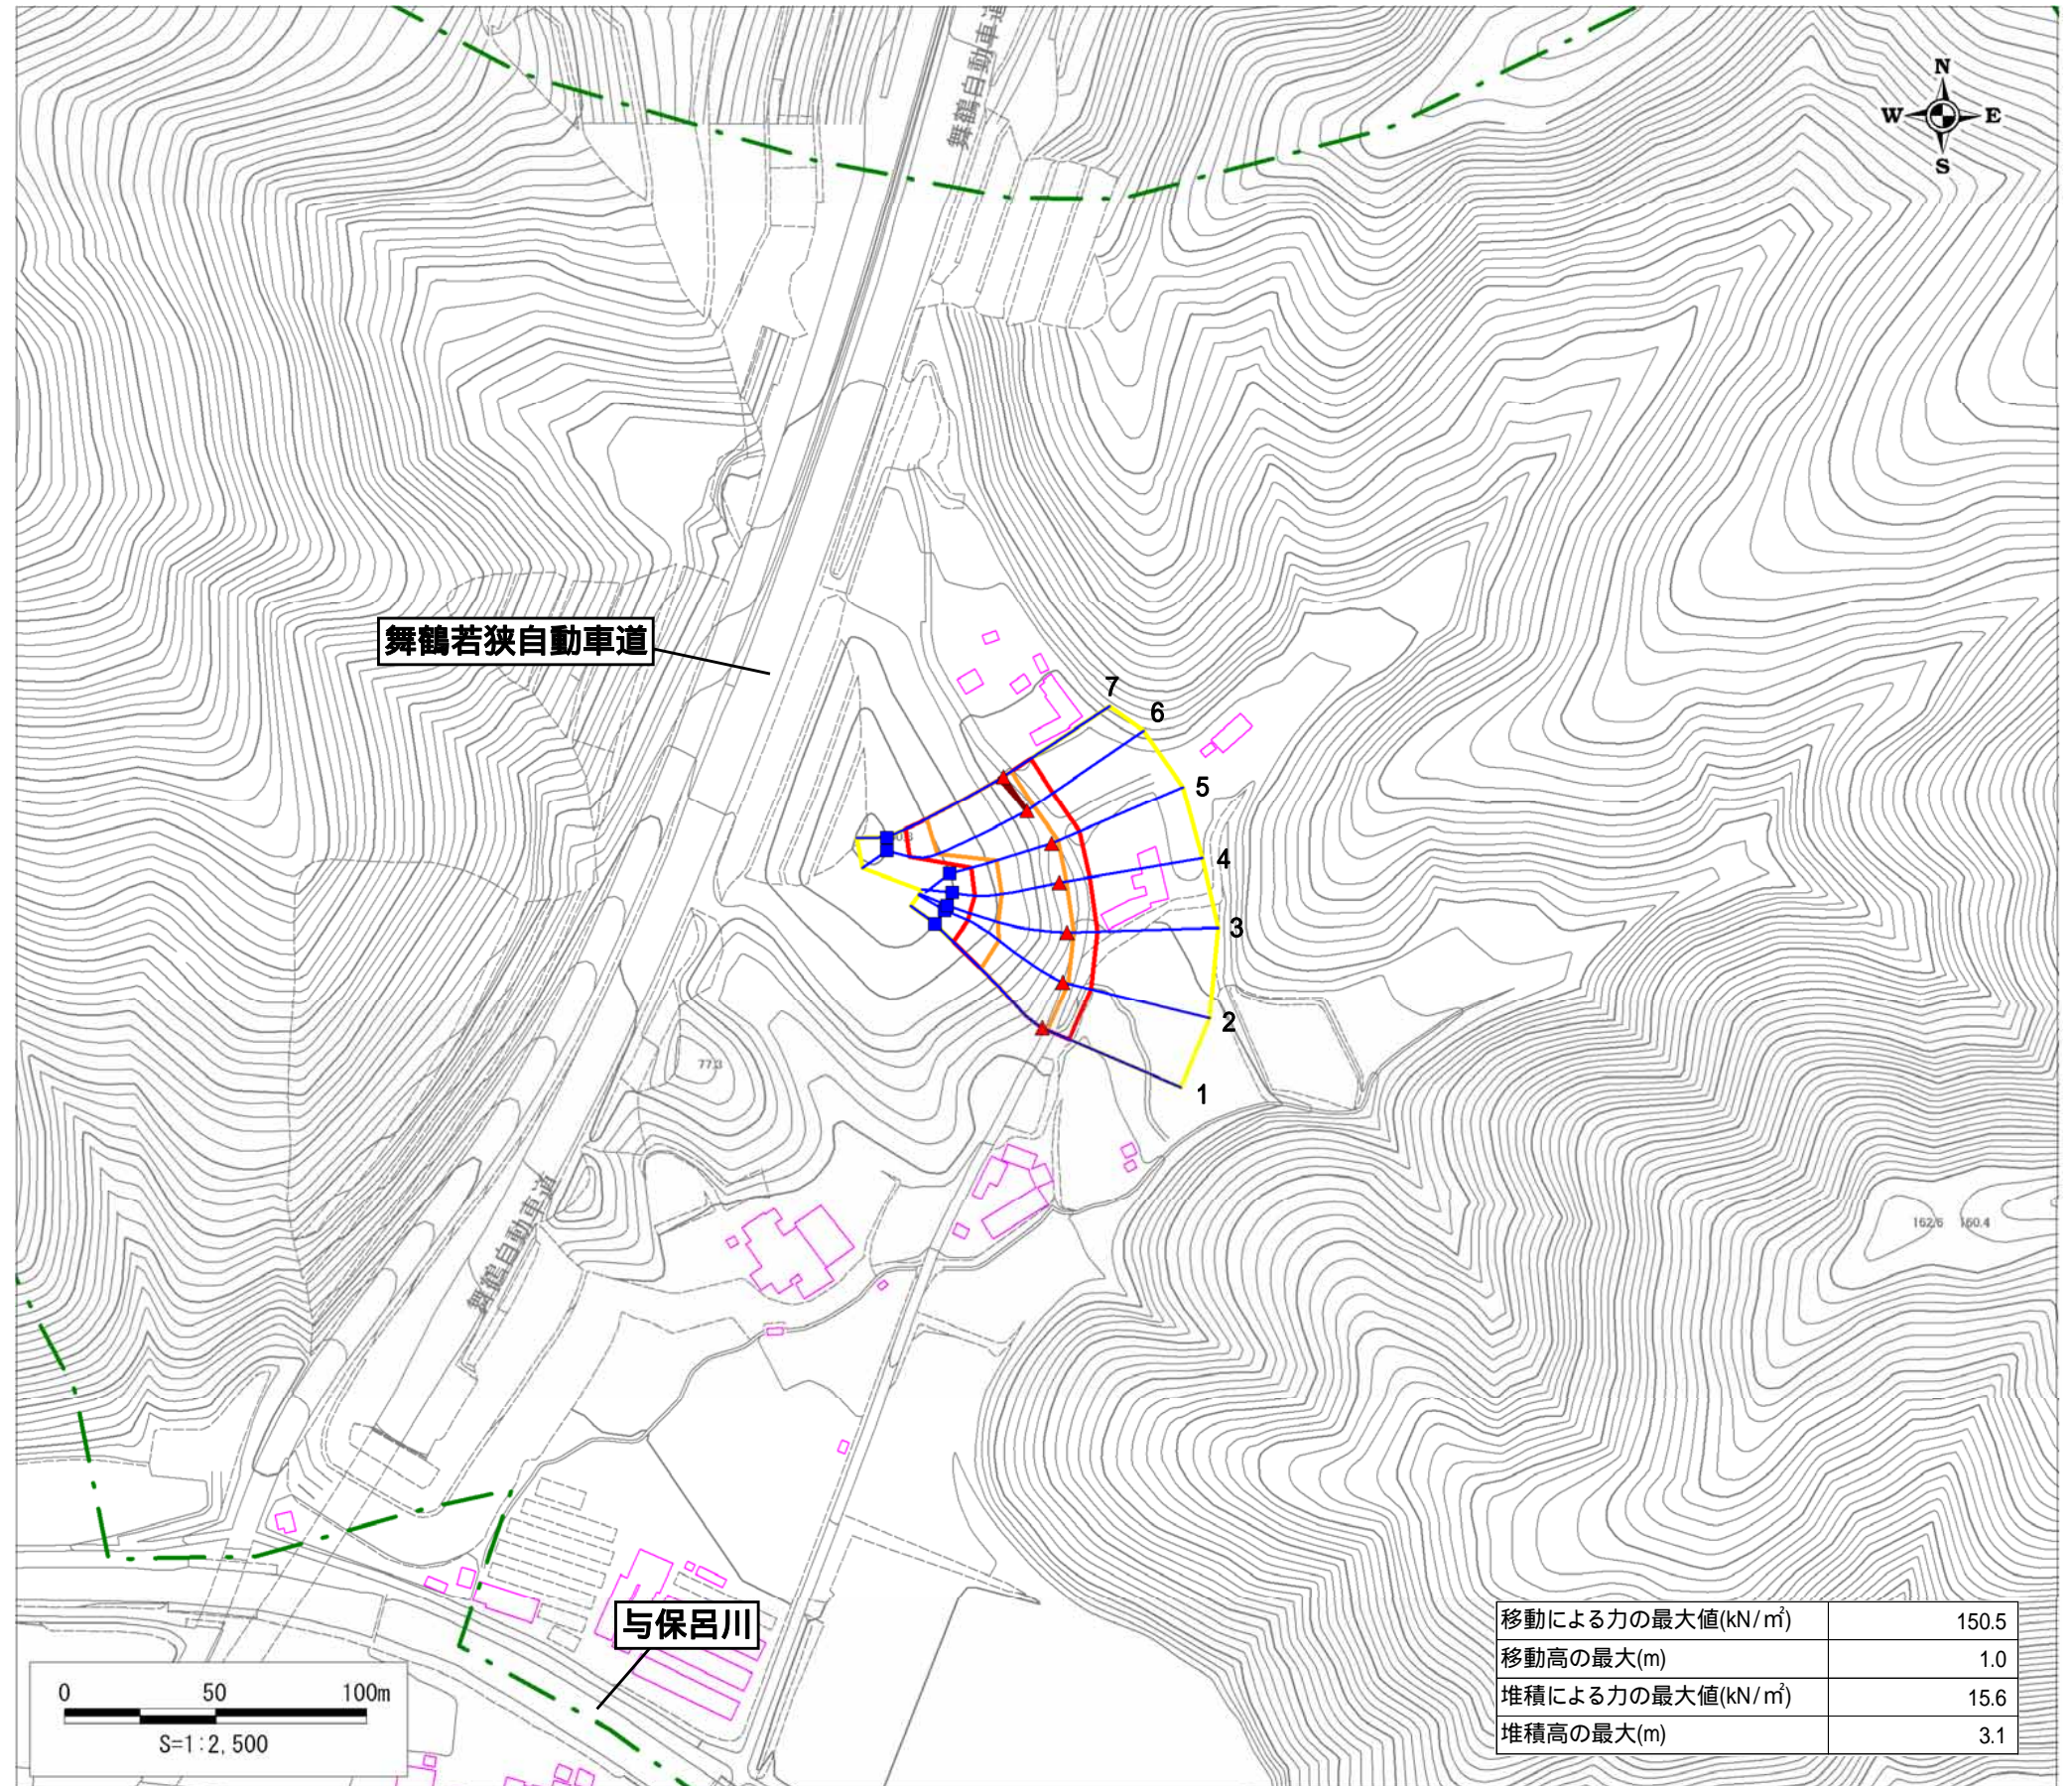 舞鶴自動車道
N
W E
S
舞鶴若狭自動車道
7
6
5
4
3
2
1
77.3
162.6 160.4
舞鶴自動車道
与保呂川
0 50 100m
S=1:2,500
移動による力の最大値(kN/㎡) 150.5
移動高の最大(m) 1.0
堆積による力の最大値(kN/㎡) 15.6
堆積高の最大(m) 3.1